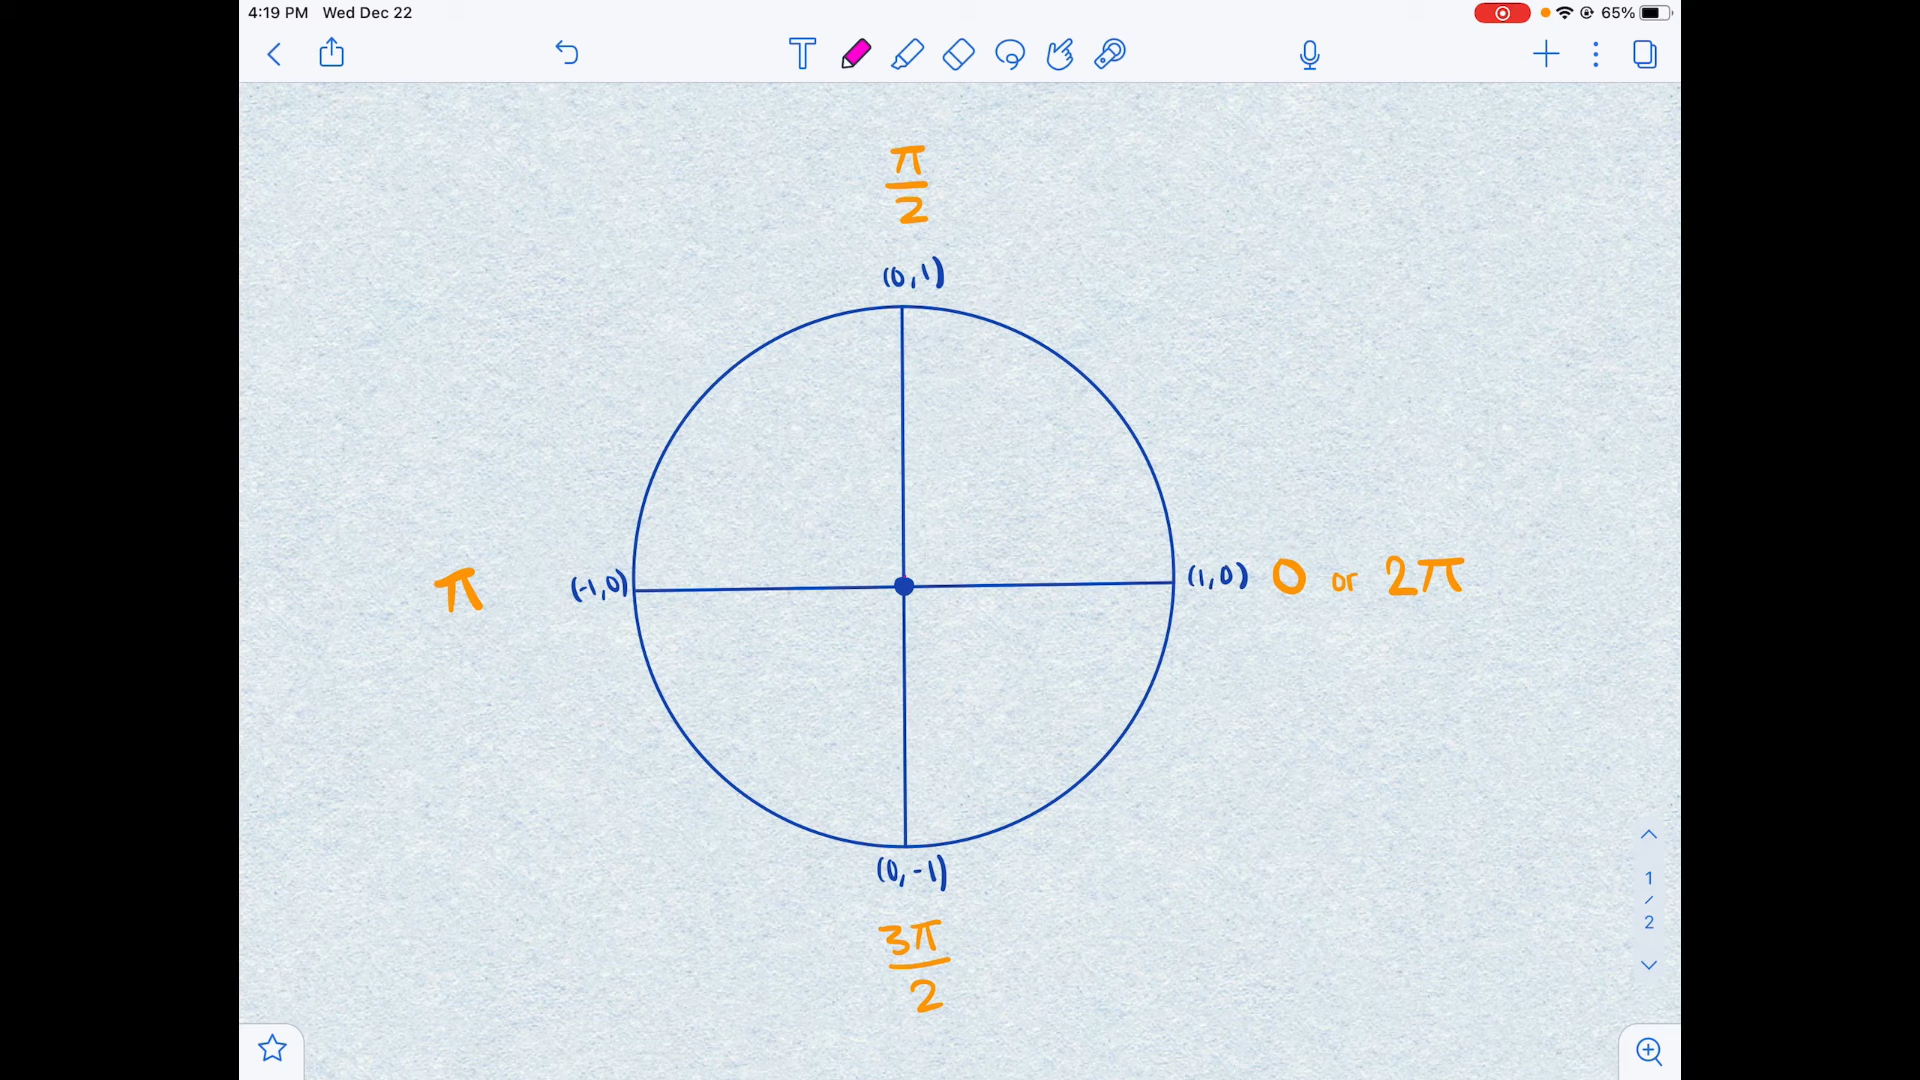 4:19 PM Wed Dec 22
65%
T
π
2
(0,1)
π (-1,0) (1,0) 0 or 2π
(0,-1)
3π
2
1
/
2